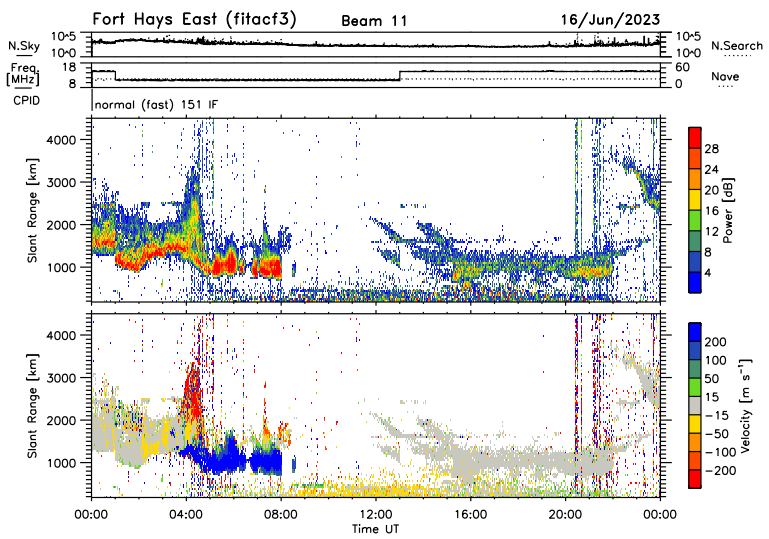 Fort Hays East (fitacf3) Beam 11 16/Jun/2023
N.Sky 10^5 10^0 10^5 10^0 N.Search
Freq. [MHz] 18 8 60 0 Nave
CPID normal (fast) 151 IF
Slant Range [km] 4000 3000 2000 1000
Power [dB] 28 24 20 16 12 8 4
Slant Range [km] 4000 3000 2000 1000
Velocity [m s⁻¹] 200 100 50 15 −15 −50 −100 −200
00:00 04:00 08:00 12:00 16:00 20:00 00:00
Time UT